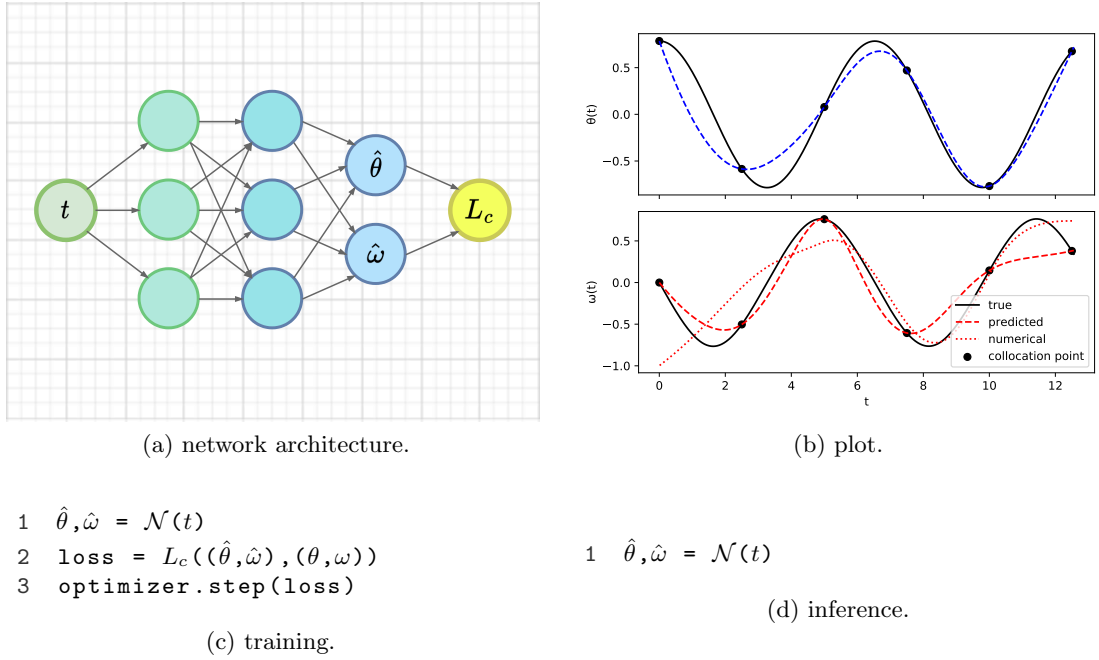 t
θ̂
ω̂
L_c
(a) network architecture.
θ(t)
0.5
0.0
−0.5
ω(t)
0.5
0.0
−0.5
−1.0
true
predicted
numerical
collocation point
0 2 4 6 8 10 12
t
(b) plot.
1 θ̂,ω̂ = 𝒩(t)
2 loss = L_c((θ̂,ω̂),(θ,ω))
3 optimizer.step(loss)
(c) training.
1 θ̂,ω̂ = 𝒩(t)
(d) inference.